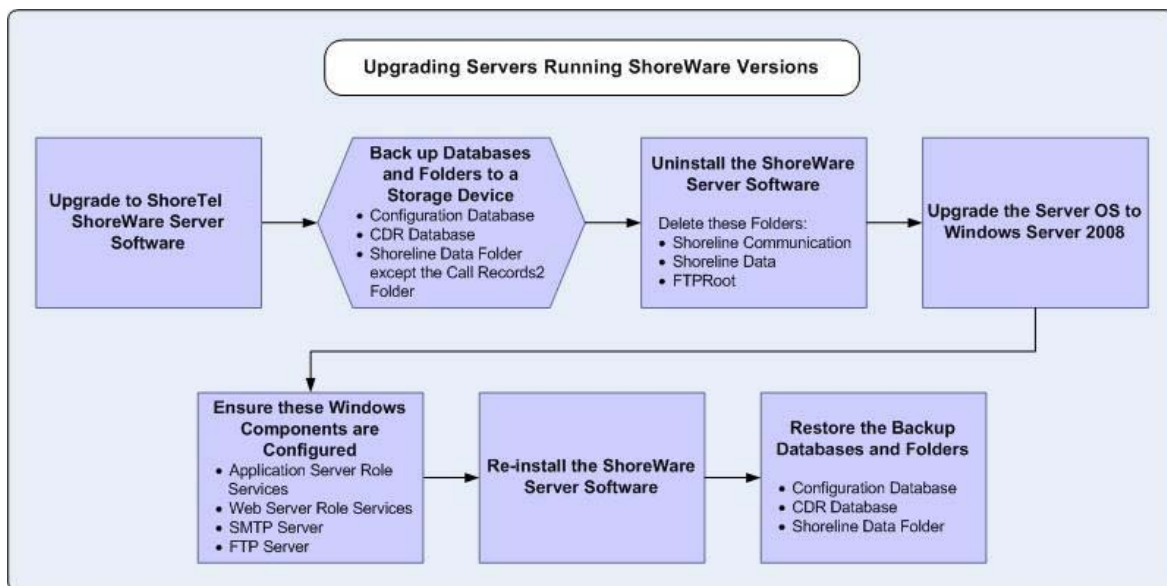 Upgrading Servers Running ShoreWare Versions
Upgrade to ShoreTel
ShoreWare Server
Software
Back up Databases
and Folders to a
Storage Device
• Configuration Database
• CDR Database
• Shoreline Data Folder
except the Call Records2
Folder
Uninstall the ShoreWare
Server Software
Delete these Folders:
• Shoreline Communication
• Shoreline Data
• FTPRoot
Upgrade the Server OS to
Windows Server 2008
Ensure these Windows
Components are
Configured
• Application Server Role
Services
• Web Server Role Services
• SMTP Server
• FTP Server
Re-install the ShoreWare
Server Software
Restore the Backup
Databases and Folders
• Configuration Database
• CDR Database
• Shoreline Data Folder